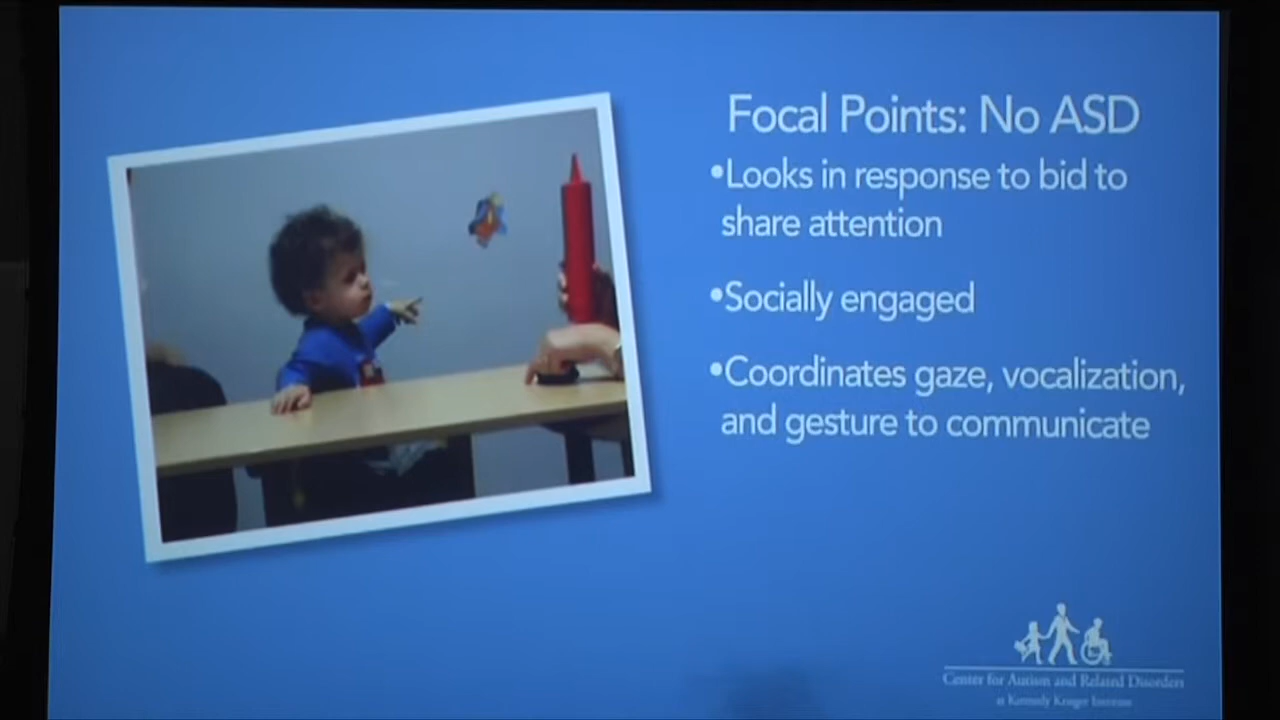 Focal Points: No ASD
•Looks in response to bid to
share attention
•Socially engaged
•Coordinates gaze, vocalization,
and gesture to communicate
Center for Autism and Related Disorders
at Kennedy Krieger Institute